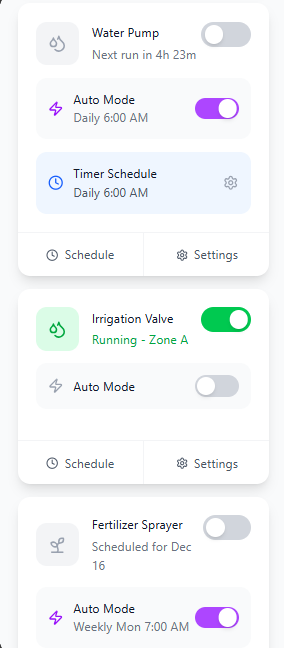 Water Pump
Next run in 4h 23m
Auto Mode
Daily 6:00 AM
Timer Schedule
Daily 6:00 AM
Schedule
Settings
Irrigation Valve
Running - Zone A
Auto Mode
Schedule
Settings
Fertilizer Sprayer
Scheduled for Dec
16
Auto Mode
Weekly Mon 7:00 AM